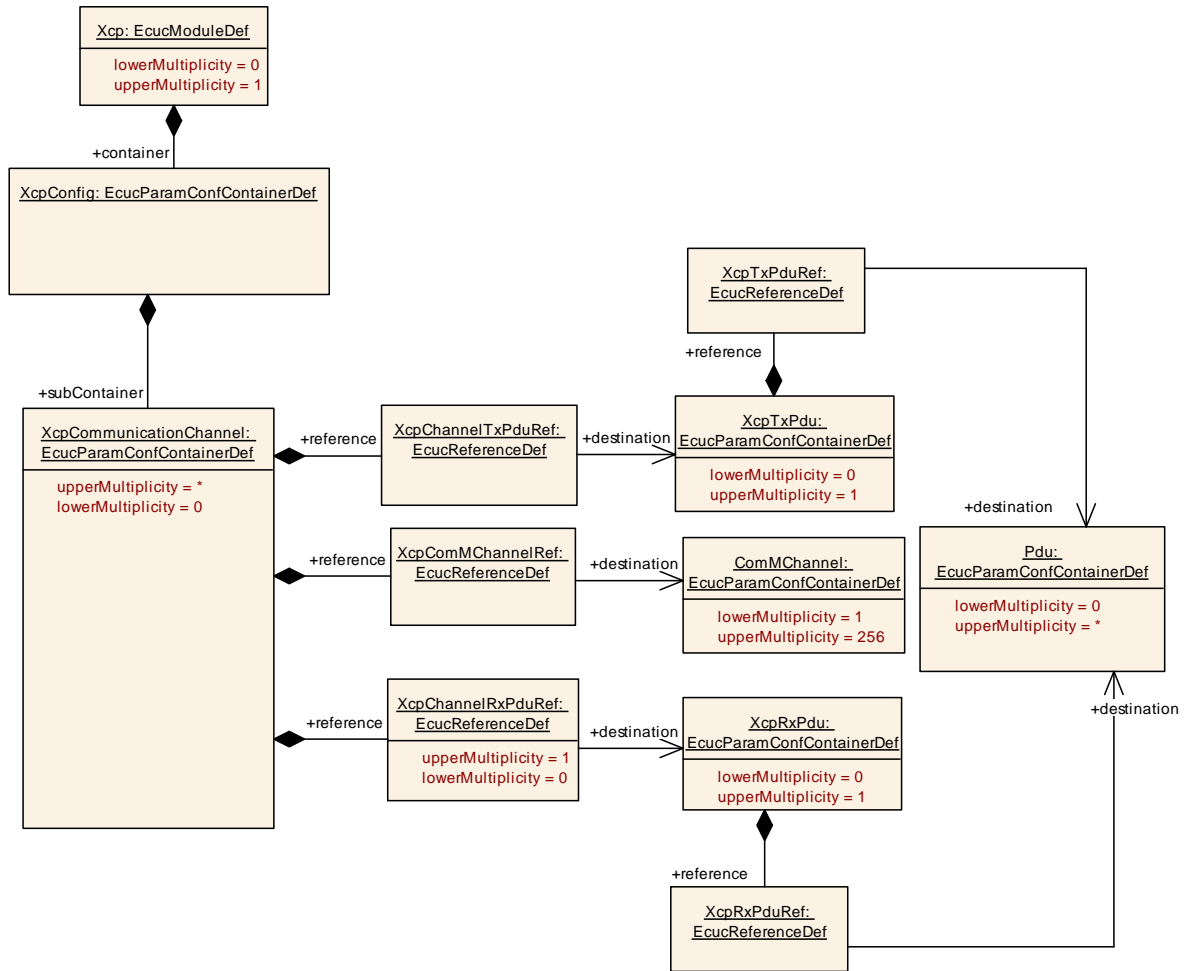 Xcp: EcucModuleDef
lowerMultiplicity = 0
upperMultiplicity = 1
+container
XcpConfig: EcucParamConfContainerDef
+subContainer
XcpCommunicationChannel:
EcucParamConfContainerDef
upperMultiplicity = *
lowerMultiplicity = 0
+reference
XcpChannelTxPduRef:
EcucReferenceDef
+destination
XcpTxPduRef:
EcucReferenceDef
+reference
XcpTxPdu:
EcucParamConfContainerDef
lowerMultiplicity = 0
upperMultiplicity = 1
+destination
Pdu:
EcucParamConfContainerDef
lowerMultiplicity = 0
upperMultiplicity = *
+reference
XcpComMChannelRef:
EcucReferenceDef
+destination
ComMChannel:
EcucParamConfContainerDef
lowerMultiplicity = 1
upperMultiplicity = 256
+reference
XcpChannelRxPduRef:
EcucReferenceDef
upperMultiplicity = 1
lowerMultiplicity = 0
+destination
XcpRxPdu:
EcucParamConfContainerDef
lowerMultiplicity = 0
upperMultiplicity = 1
+destination
+reference
XcpRxPduRef:
EcucReferenceDef